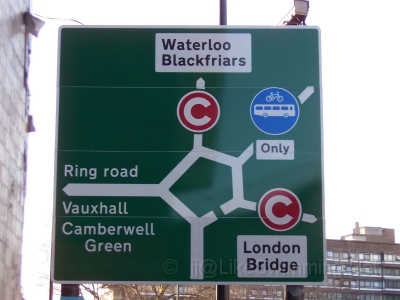 Waterloo
Blackfriars
C
Only
Ring road
Vauxhall
Camberwell
Green
C
London
Bridge